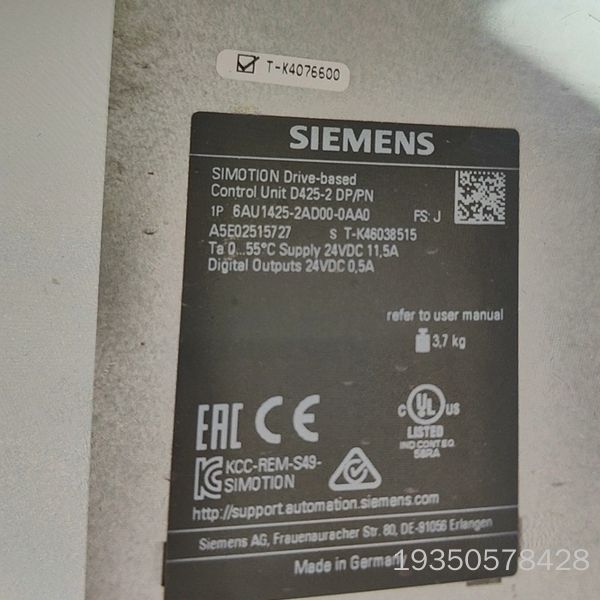 T-K4076600
SIEMENS
SIMOTION Drive-based
Control Unit D425-2 DP/PN
1P 6AU1425-2AD00-0AA0 FS: J
A5E02515727 S T-K46038515
Ta 0...55°C Supply 24VDC 11,5A
Digital Outputs 24VDC 0,5A
refer to user manual
3,7 kg
EAC CE
C UL US
LISTED
IND.CONT.EQ.
58RA
KCC-REM-S49-
SIMOTION
http://support.automation.siemens.com
Siemens AG, Frauenauracher Str. 80, DE-91056 Erlangen
Made in Germany
19350578428